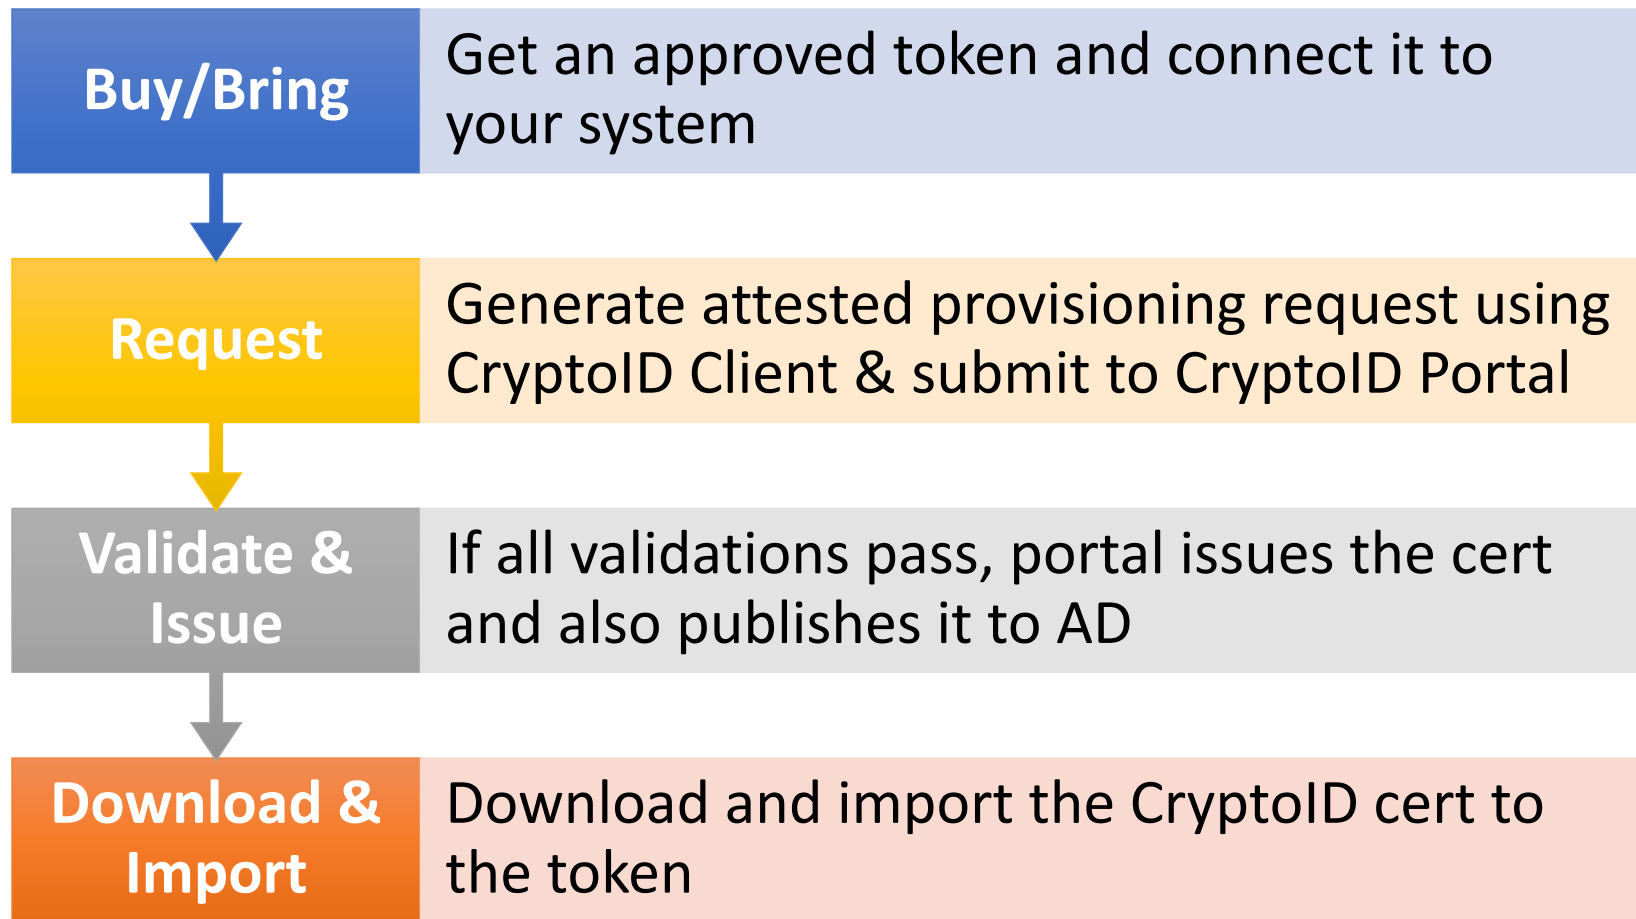 Buy/Bring
Get an approved token and connect it to
your system
Request
Generate attested provisioning request using
CryptoID Client & submit to CryptoID Portal
Validate &
Issue
If all validations pass, portal issues the cert
and also publishes it to AD
Download &
Import
Download and import the CryptoID cert to
the token